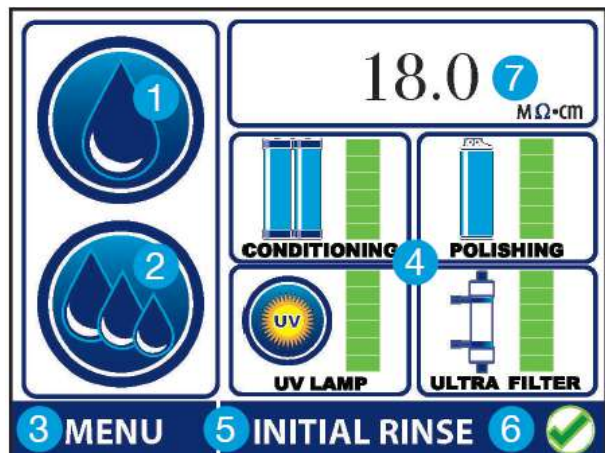 1
18.0 7
MΩ•cm
CONDITIONING
POLISHING
2
4
UV
UV LAMP
ULTRA FILTER
3 MENU
5 INITIAL RINSE 6